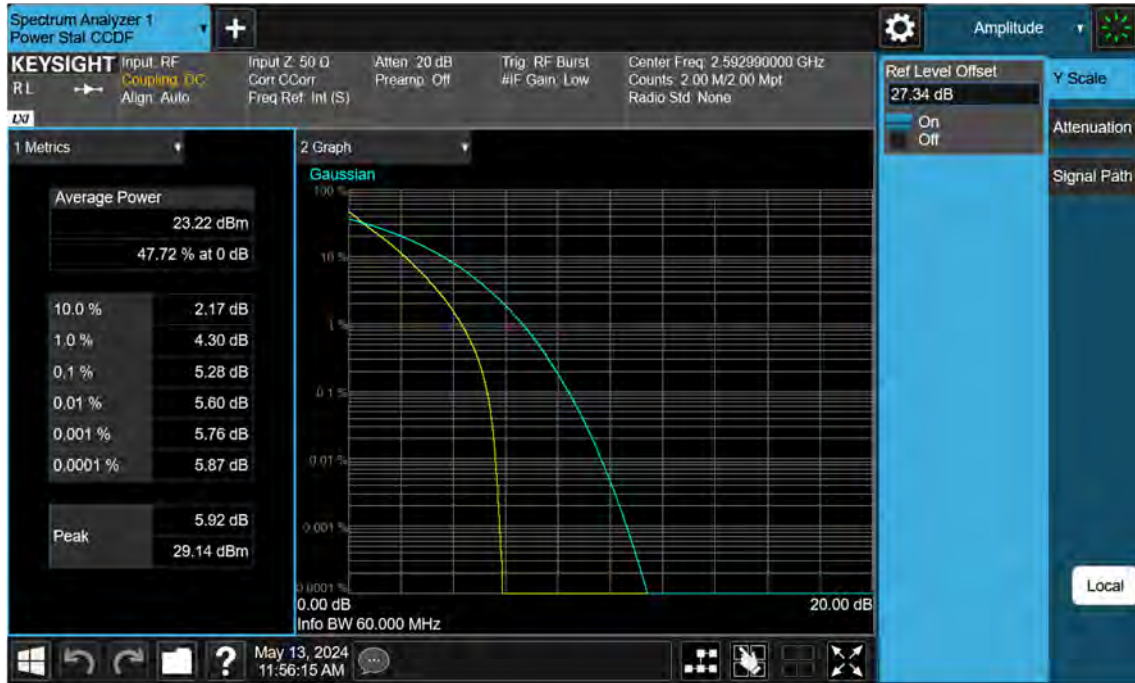 Spectrum Analyzer 1
Power Stat CCDF
+
Amplitude
KEYSIGHT
RL
LXI
Input: RF
Coupling: DC
Align: Auto
Input Z: 50 Ω
Corr CCorr
Freq Ref: Int (S)
Atten: 20 dB
Preamp: Off
Trig: RF Burst
#IF Gain: Low
Center Freq: 2.592990000 GHz
Counts: 2.00 M/2.00 Mpt
Radio Std: None
Ref Level Offset
27.34 dB
On
Off
Y Scale
Attenuation
Signal Path
Local
1 Metrics
Average Power
23.22 dBm
47.72 % at 0 dB
10.0 % 2.17 dB
1.0 % 4.30 dB
0.1 % 5.28 dB
0.01 % 5.60 dB
0.001 % 5.76 dB
0.0001 % 5.87 dB
Peak
5.92 dB
29.14 dBm
2 Graph
Gaussian
100 %
10 %
1 %
0.1 %
0.01 %
0.001 %
0.0001 %
0.00 dB 20.00 dB
Info BW 60.000 MHz
?
May 13, 2024
11:56:15 AM